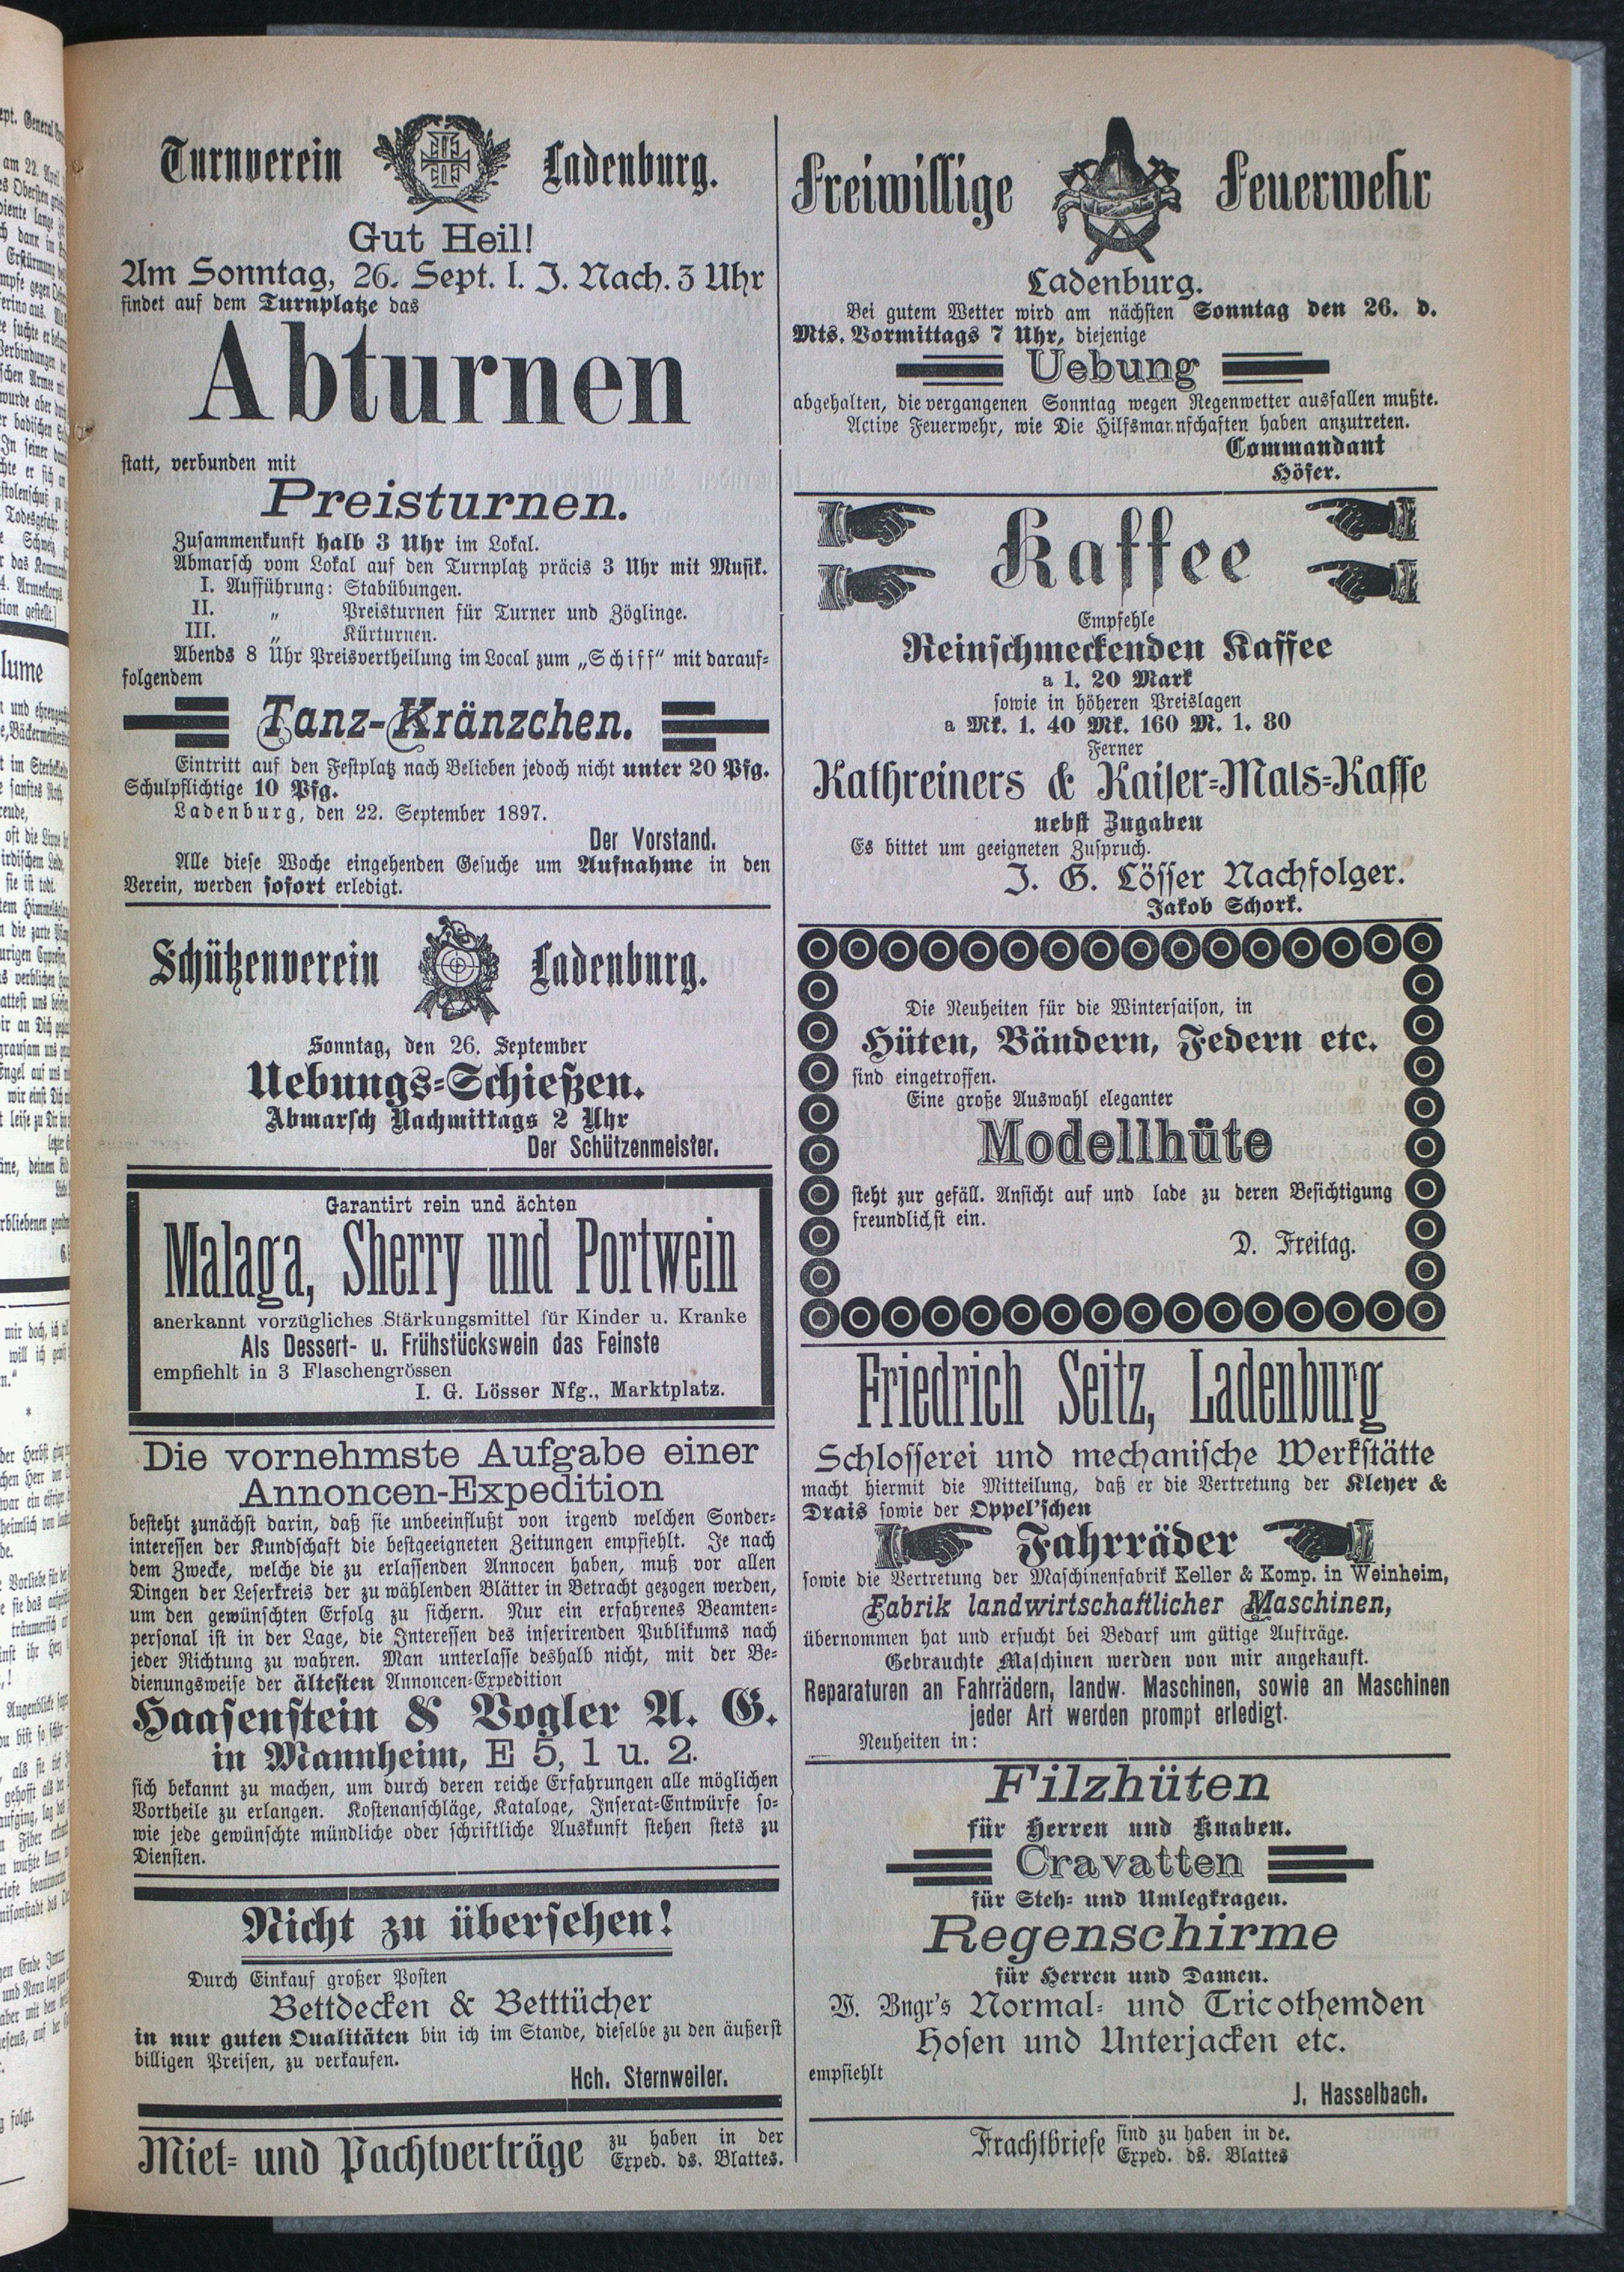 Turnverein Ladenburg.
Gut Heil!
Am Sonntag, 26. Sept. l. J. Nach. 3 Uhr
findet auf dem Turnplatze das
Abturnen
statt, verbunden mit
Preisturnen.
Zusammenkunft halb 3 Uhr im Lokal.
Abmarsch vom Lokal auf den Turnplatz präcis 3 Uhr mit Musik.
I. Aufführung: Stabübungen.
II. „ Preisturnen für Turner und Zöglinge.
III. „ Kürturnen.
Abends 8 Uhr Preisvertheilung im Local zum „Schiff“ mit darauf-
folgendem
Tanz-Kränzchen.
Eintritt auf den Festplatz nach Belieben jedoch nicht unter 20 Pfg.
Schulpflichtige 10 Pfg.
Ladenburg, den 22. September 1897.
Der Vorstand.
Alle diese Woche eingehenden Gesuche um Aufnahme in den
Verein, werden sofort erledigt.
Schützenverein Ladenburg.
Sonntag, den 26. September
Uebungs-Schießen.
Abmarsch Nachmittags 2 Uhr
Der Schützenmeister.
Garantirt rein und ächten
Malaga, Sherry und Portwein
anerkannt vorzügliches Stärkungsmittel für Kinder u. Kranke
Als Dessert- u. Frühstückswein das Feinste
empfiehlt in 3 Flaschengrössen
I. G. Lösser Nfg., Marktplatz.
Die vornehmste Aufgabe einer
Annoncen-Expedition
besteht zunächst darin, daß sie unbeeinflußt von irgend welchen Sonder-
interessen der Kundschaft die bestgeeigneten Zeitungen empfiehlt. Je nach
dem Zwecke, welche die zu erlassenden Annocen haben, muß vor allen
Dingen der Leserkreis der zu wählenden Blätter in Betracht gezogen werden,
um den gewünschten Erfolg zu sichern. Nur ein erfahrenes Beamten-
personal ist in der Lage, die Interessen des inserirenden Publikums nach
jeder Richtung zu wahren. Man unterlasse deshalb nicht, mit der Be-
dienungsweise der ältesten Annoncen-Expedition
Haasenstein & Vogler A. G.
in Mannheim, E 5, 1 u. 2.
sich bekannt zu machen, um durch deren reiche Erfahrungen alle möglichen
Vortheile zu erlangen. Kostenanschläge, Kataloge, Inserat-Entwürfe so-
wie jede gewünschte mündliche oder schriftliche Auskunft stehen stets zu
Diensten.
Nicht zu übersehen!
Durch Einkauf großer Posten
Bettdecken & Betttücher
in nur guten Qualitäten bin ich im Stande, dieselbe zu den äußerst
billigen Preisen, zu verkaufen.
Hch. Sternweiler.
Miet- und Pachtverträge zu haben in der
Exped. ds. Blattes.
Freiwillige Feuerwehr
Ladenburg.
Bei gutem Wetter wird am nächsten Sonntag den 26. d.
Mts. Vormittags 7 Uhr, diejenige
Uebung
abgehalten, die vergangenen Sonntag wegen Regenwetter ausfallen mußte.
Active Feuerwehr, wie Die Hilfsmannschaften haben anzutreten.
Commandant
Höfer.
Kaffee
Empfehle
Reinschmeckenden Kaffee
a 1. 20 Mark
sowie in höheren Preislagen
a Mk. 1. 40 Mk. 160 M. 1. 80
Ferner
Kathreiners & Kaiser-Mals-Kaffe
nebst Zugaben
Es bittet um geeigneten Zuspruch.
J. G. Lösser Nachfolger.
Jakob Schork.
Die Neuheiten für die Wintersaison, in
Hüten, Bändern, Federn etc.
sind eingetroffen.
Eine große Auswahl eleganter
Modellhüte
steht zur gefäll. Ansicht auf und lade zu deren Besichtigung
freundlichst ein.
D. Freitag.
Friedrich Seitz, Ladenburg
Schlosserei und mechanische Werkstätte
macht hiermit die Mitteilung, daß er die Vertretung der Kleyer &
Drais sowie der Oppel'schen
Fahrräder
sowie die Vertretung der Maschinenfabrik Keller & Komp. in Weinheim,
Fabrik landwirtschaftlicher Maschinen,
übernommen hat und ersucht bei Bedarf um gütige Aufträge.
Gebrauchte Maschinen werden von mir angekauft.
Reparaturen an Fahrrädern, landw. Maschinen, sowie an Maschinen
jeder Art werden prompt erledigt.
Neuheiten in:
Filzhüten
für Herren und Knaben.
Cravatten
für Steh- und Umlegkragen.
Regenschirme
für Herren und Damen.
W. Bngr's Normal- und Tricothemden
Hosen und Unterjacken etc.
empfiehlt
J. Hasselbach.
Frachtbriefe sind zu haben in de.
Exped. ds. Blattes